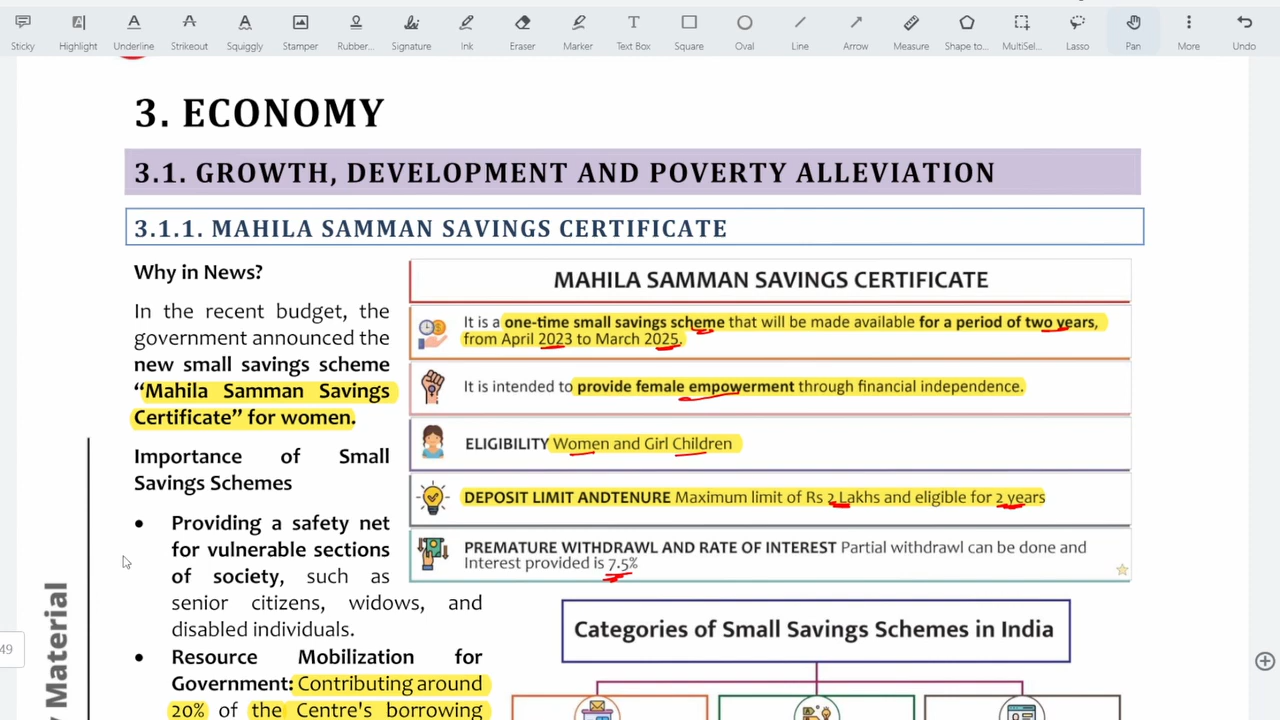 Sticky Highlight Underline Strikeout Squiggly Stamper Rubber... Signature Ink Eraser Marker Text Box Square Oval Line Arrow Measure Shape to... MultiSel... Lasso Pan More Undo
3. ECONOMY
3.1. GROWTH, DEVELOPMENT AND POVERTY ALLEVIATION
3.1.1. MAHILA SAMMAN SAVINGS CERTIFICATE
Why in News?
In the recent budget, the
government announced the
new small savings scheme
“Mahila Samman Savings
Certificate” for women.
Importance of Small
Savings Schemes
• Providing a safety net
for vulnerable sections
of society, such as
senior citizens, widows, and
disabled individuals.
• Resource Mobilization for
Government: Contributing around
20% of the Centre's borrowing
MAHILA SAMMAN SAVINGS CERTIFICATE
It is a one-time small savings scheme that will be made available for a period of two years,
from April 2023 to March 2025.
It is intended to provide female empowerment through financial independence.
ELIGIBILITY Women and Girl Children
DEPOSIT LIMIT ANDTENURE Maximum limit of Rs 2 Lakhs and eligible for 2 years
PREMATURE WITHDRAWL AND RATE OF INTEREST Partial withdrawl can be done and
Interest provided is 7.5%
Categories of Small Savings Schemes in India
49
Material